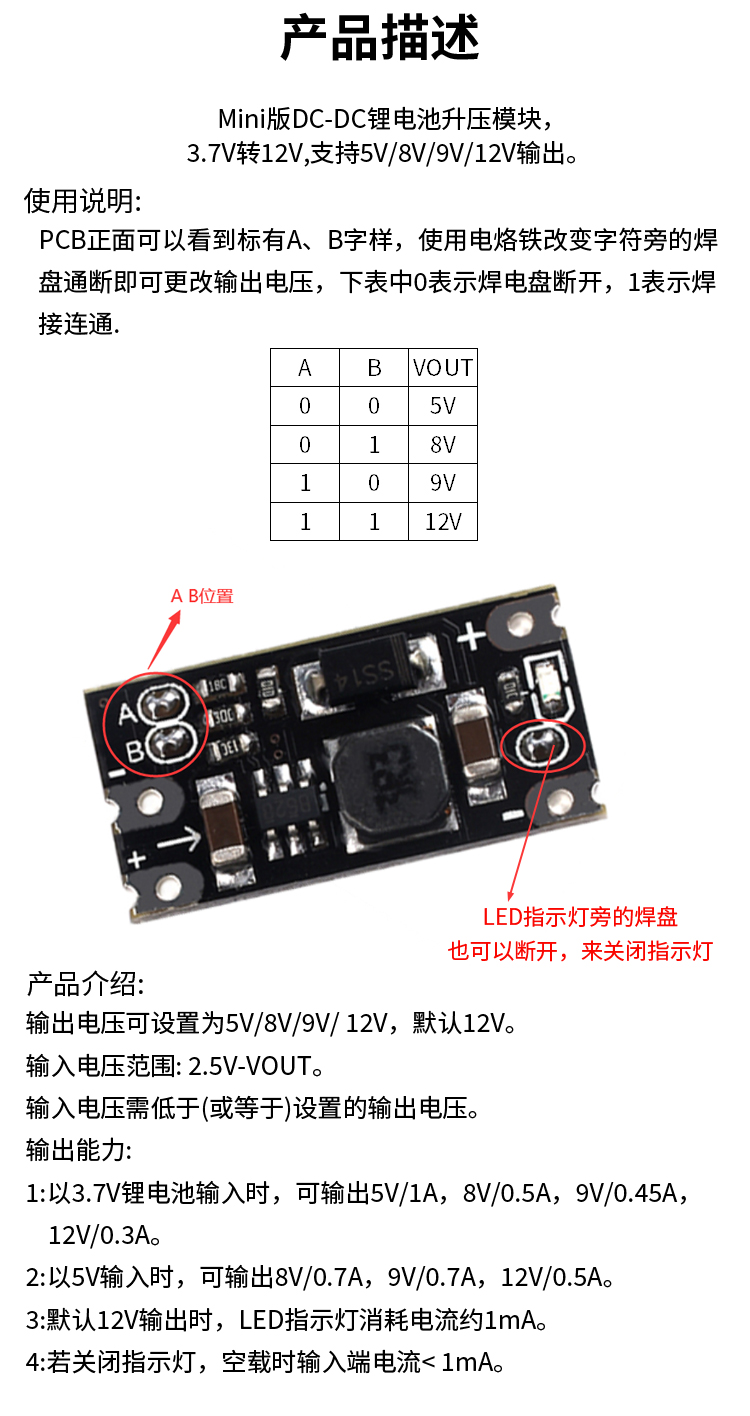 产品描述
Mini版DC-DC锂电池升压模块，
3.7V转12V,支持5V/8V/9V/12V输出。
使用说明:
PCB正面可以看到标有A、B字样，使用电烙铁改变字符旁的焊
盘通断即可更改输出电压，下表中0表示焊电盘断开，1表示焊
接连通.
A B VOUT
0 0 5V
0 1 8V
1 0 9V
1 1 12V
A B位置
A
B
18C
SS14
+
-
+
-
LED指示灯旁的焊盘
也可以断开，来关闭指示灯
产品介绍:
输出电压可设置为5V/8V/9V/ 12V，默认12V。
输入电压范围: 2.5V-VOUT。
输入电压需低于(或等于)设置的输出电压。
输出能力:
1:以3.7V锂电池输入时，可输出5V/1A，8V/0.5A，9V/0.45A，
12V/0.3A。
2:以5V输入时，可输出8V/0.7A，9V/0.7A，12V/0.5A。
3:默认12V输出时，LED指示灯消耗电流约1mA。
4:若关闭指示灯，空载时输入端电流< 1mA。